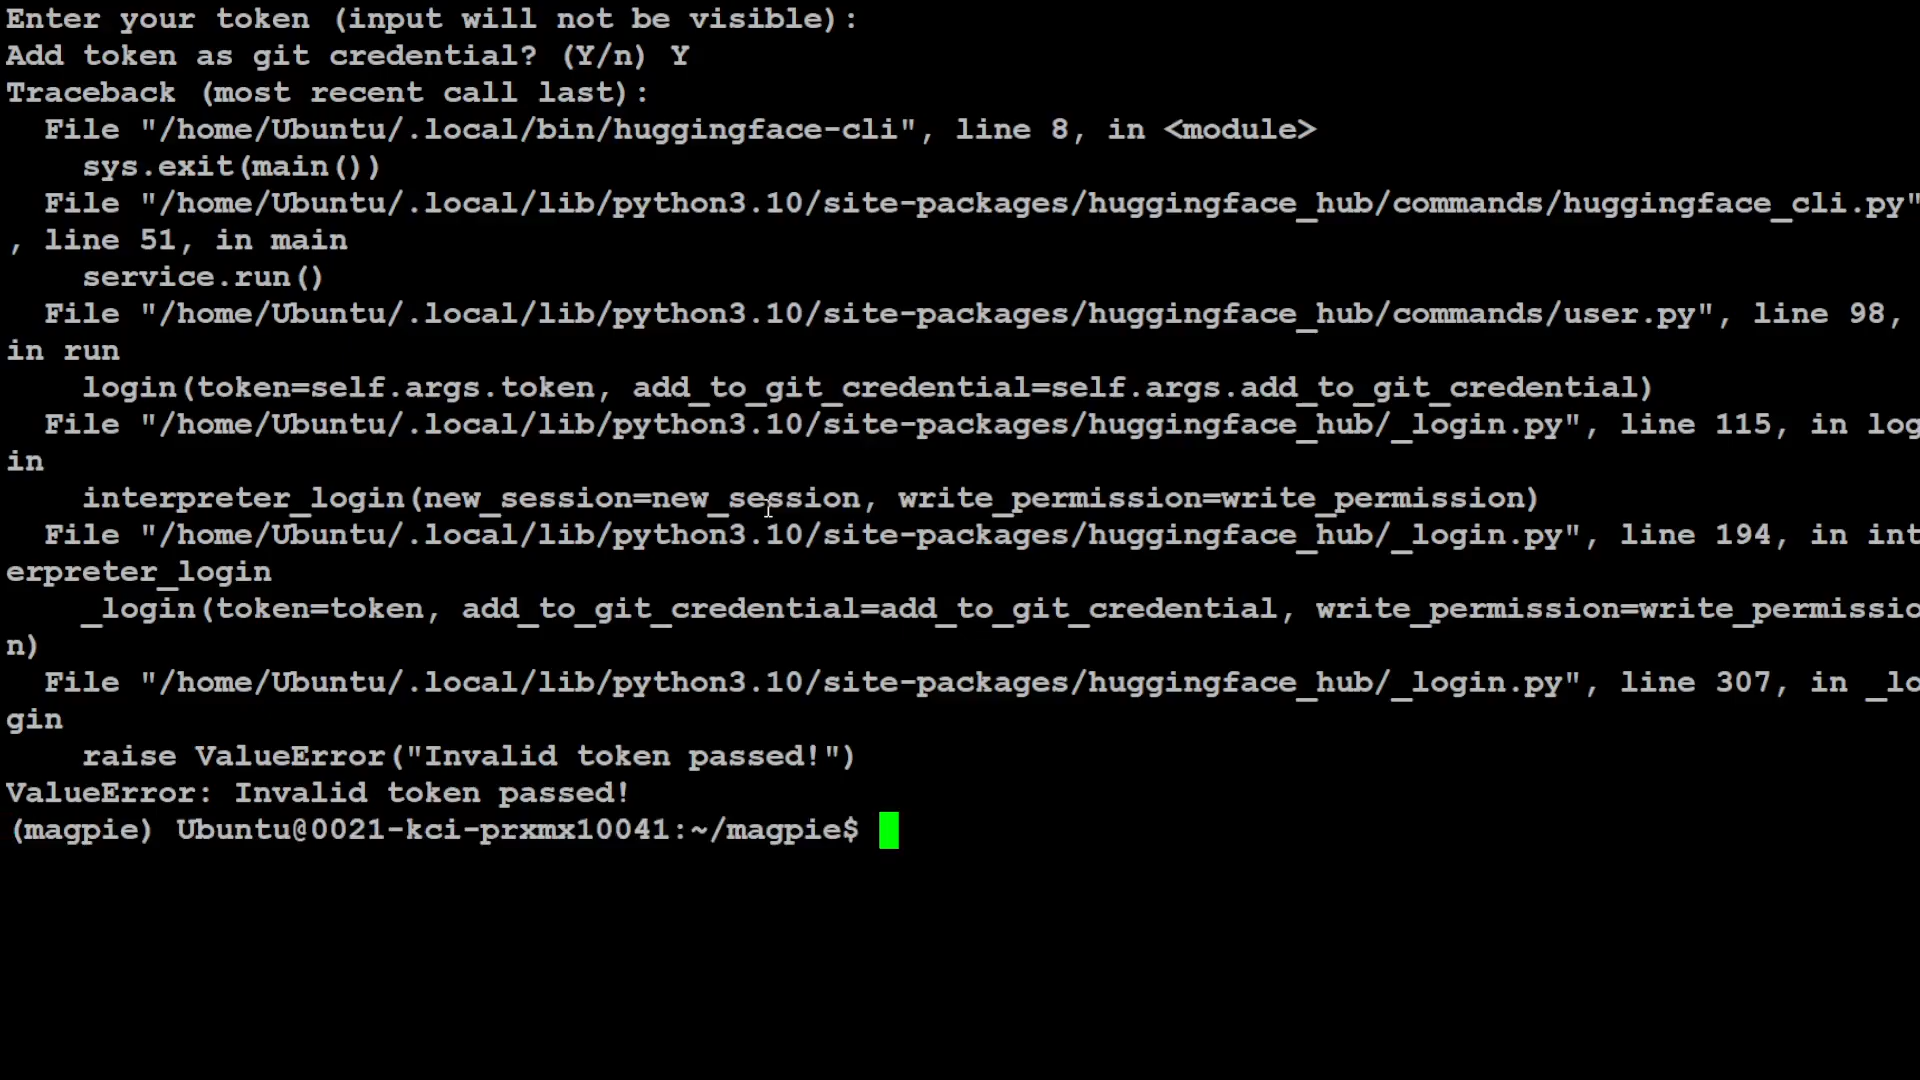 Enter your token (input will not be visible):
Add token as git credential? (Y/n) Y
Traceback (most recent call last):
  File "/home/Ubuntu/.local/bin/huggingface-cli", line 8, in <module>
    sys.exit(main())
  File "/home/Ubuntu/.local/lib/python3.10/site-packages/huggingface_hub/commands/huggingface_cli.py"
, line 51, in main
    service.run()
  File "/home/Ubuntu/.local/lib/python3.10/site-packages/huggingface_hub/commands/user.py", line 98,
in run
    login(token=self.args.token, add_to_git_credential=self.args.add_to_git_credential)
  File "/home/Ubuntu/.local/lib/python3.10/site-packages/huggingface_hub/_login.py", line 115, in log
in
    interpreter_login(new_session=new_session, write_permission=write_permission)
  File "/home/Ubuntu/.local/lib/python3.10/site-packages/huggingface_hub/_login.py", line 194, in int
erpreter_login
    _login(token=token, add_to_git_credential=add_to_git_credential, write_permission=write_permissio
n)
  File "/home/Ubuntu/.local/lib/python3.10/site-packages/huggingface_hub/_login.py", line 307, in _lo
gin
    raise ValueError("Invalid token passed!")
ValueError: Invalid token passed!
(magpie) Ubuntu@0021-kci-prxmx10041:~/magpie$